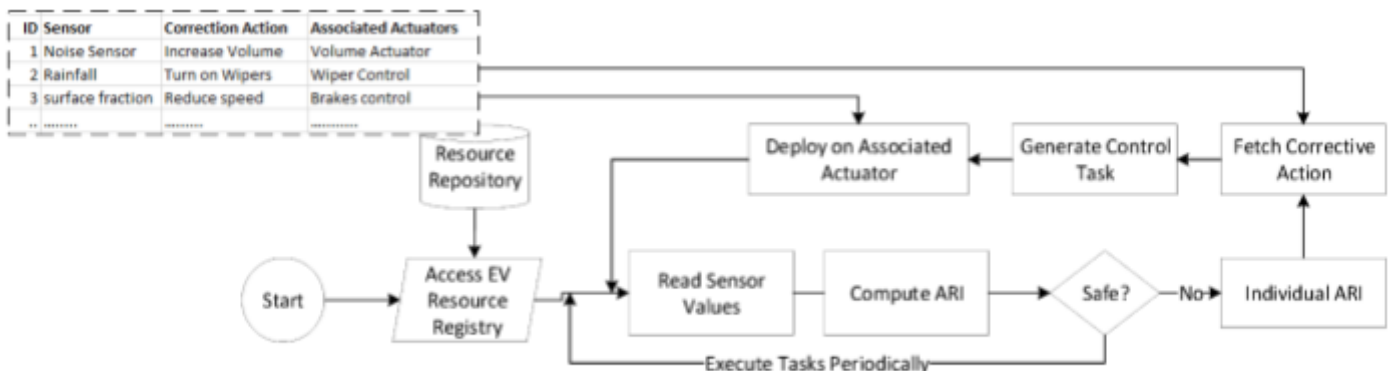 ID Sensor Correction Action Associated Actuators
1 Noise Sensor Increase Volume Volume Actuator
2 Rainfall Turn on Wipers Wiper Control
3 surface fraction Reduce speed Brakes control
.. ........ .......... ............
Resource
Repository
Deploy on Associated
Actuator
Generate Control
Task
Fetch Corrective
Action
Start
Access EV
Resource
Registry
Read Sensor
Values
Compute ARI
Safe?
No
Individual ARI
Execute Tasks Periodically